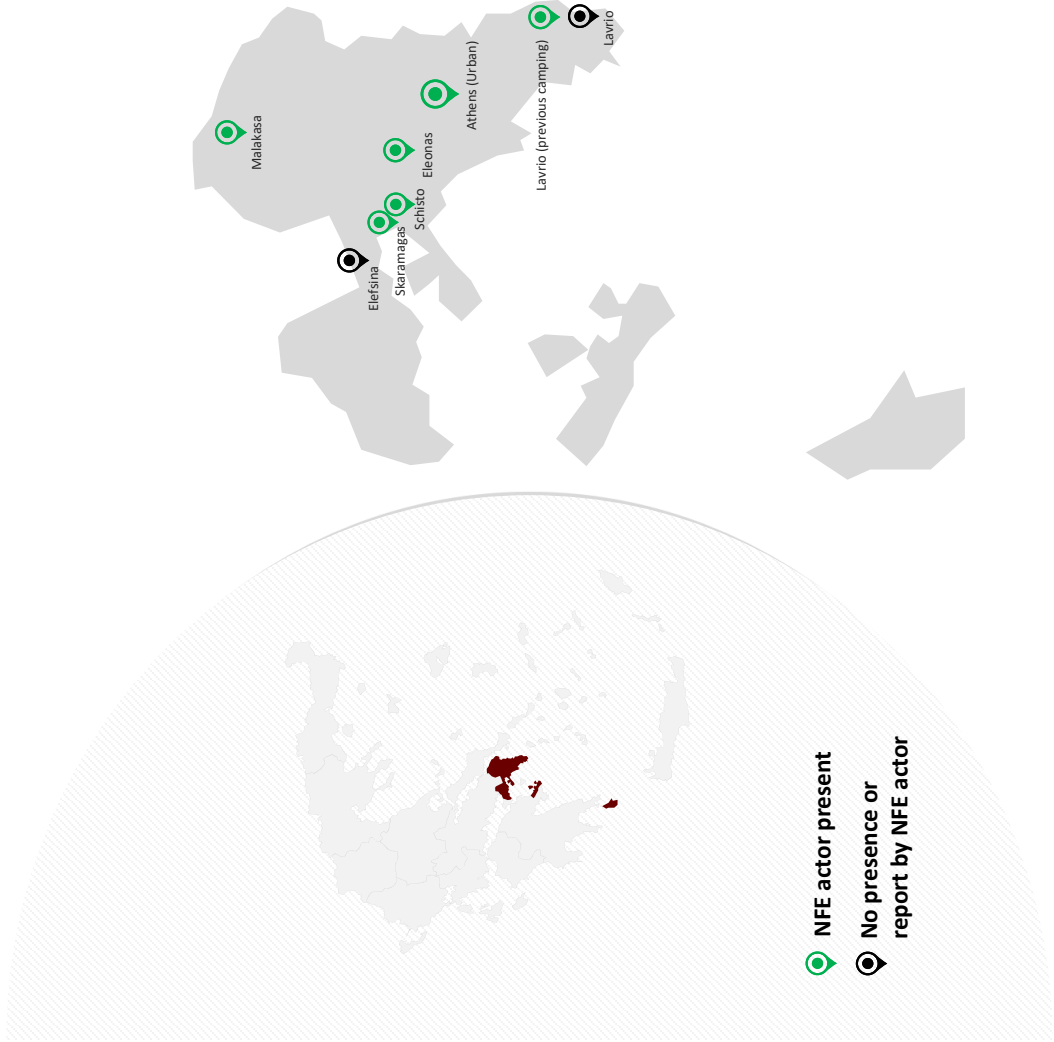 NFE actor present
No presence or
report by NFE actor
Malakasa
Elefsina
Skaramagas
Schisto
Eleonas
Athens (Urban)
Lavrio (previous camping)
Lavrio